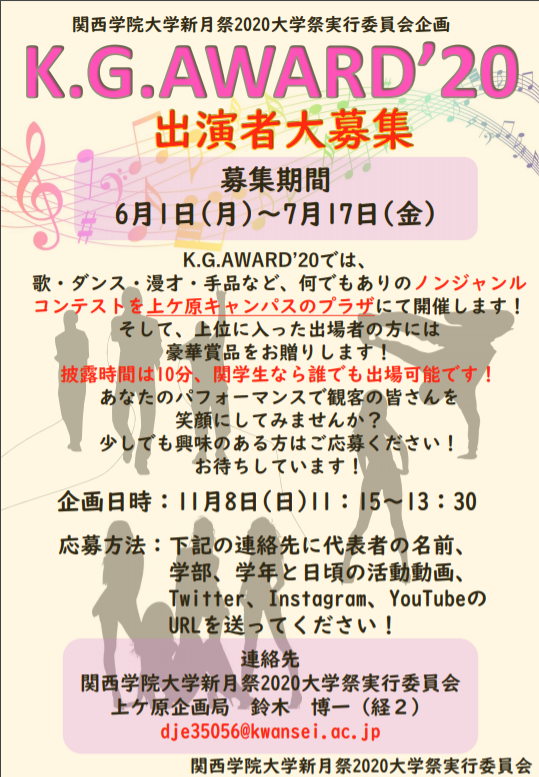 関西学院大学新月祭2020大学祭実行委員会企画
K.G.AWARD’20
出演者大募集
募集期間
6月1日(月)～7月17日(金)
K.G.AWARD’20では、
歌・ダンス・漫才・手品など、何でもありのノンジャンル
コンテストを上ケ原キャンパスのプラザにて開催します！
そして、上位に入った出場者の方には
豪華賞品をお贈りします！
披露時間は10分、関学生なら誰でも出場可能です！
あなたのパフォーマンスで観客の皆さんを
笑顔にしてみませんか？
少しでも興味のある方はご応募ください！
お待ちしています！
企画日時：11月8日(日)11：15～13：30
応募方法：下記の連絡先に代表者の名前、
学部、学年と日頃の活動動画、
Twitter、Instagram、YouTubeの
URLを送ってください！
連絡先
関西学院大学新月祭2020大学祭実行委員会
上ケ原企画局　鈴木　博一（経２）
dje35056@kwansei.ac.jp
関西学院大学新月祭2020大学祭実行委員会